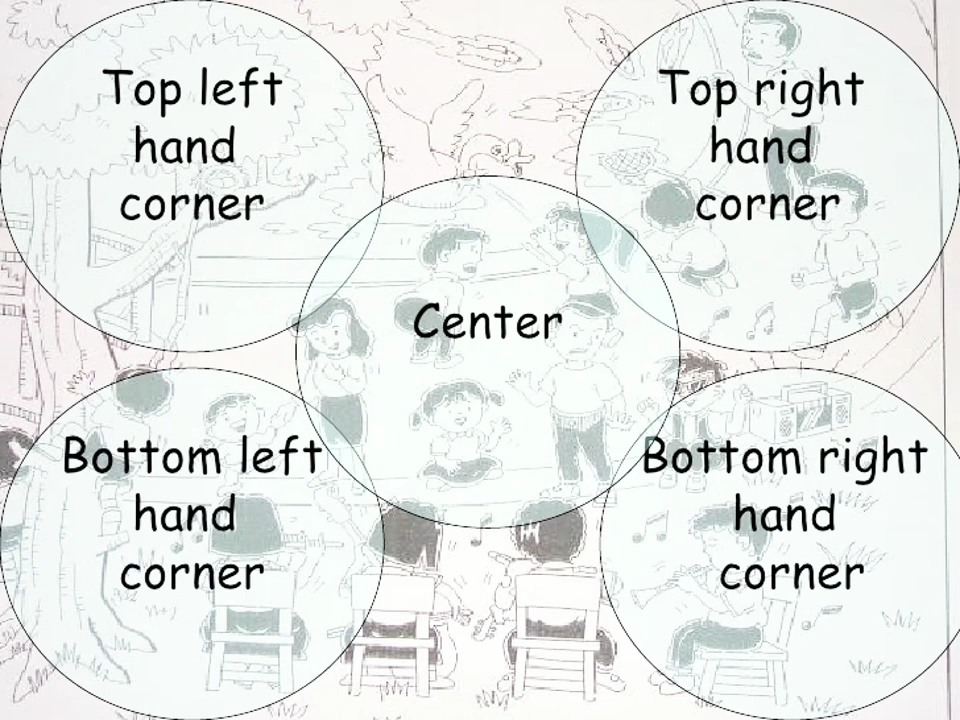 Top left
hand
corner
Top right
hand
corner
Center
Bottom left
hand
corner
Bottom right
hand
corner